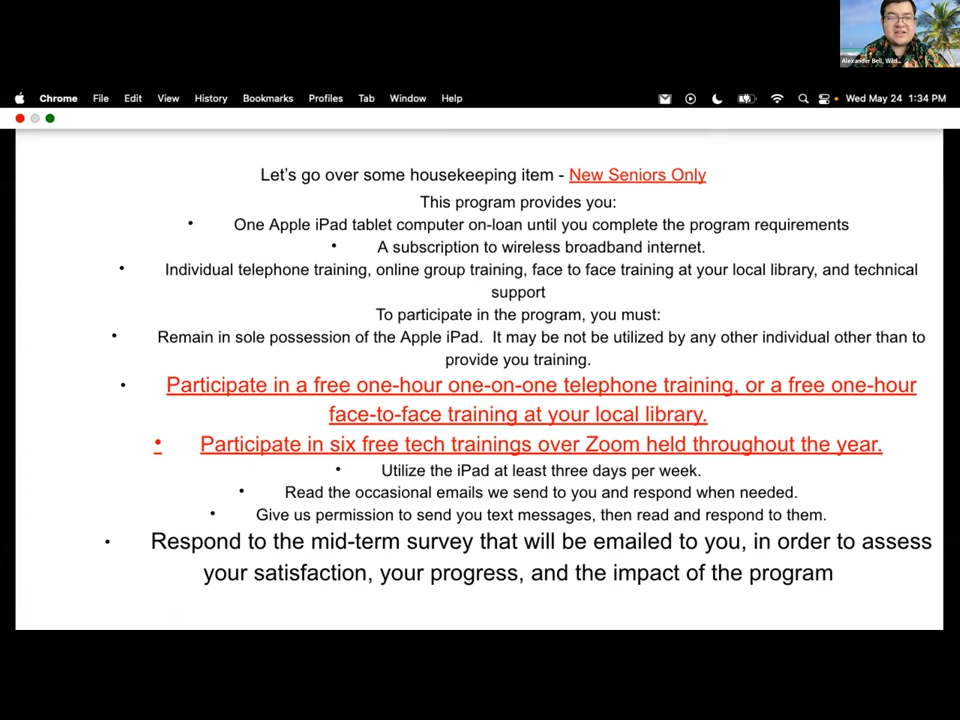 Alexander Bell, Wild...
Chrome File Edit View History Bookmarks Profiles Tab Window Help Wed May 24 1:34 PM
Let's go over some housekeeping item - New Seniors Only
This program provides you:
• One Apple iPad tablet computer on-loan until you complete the program requirements
• A subscription to wireless broadband internet.
• Individual telephone training, online group training, face to face training at your local library, and technical
support
To participate in the program, you must:
• Remain in sole possession of the Apple iPad. It may be not be utilized by any other individual other than to
provide you training.
• Participate in a free one-hour one-on-one telephone training, or a free one-hour
face-to-face training at your local library.
• Participate in six free tech trainings over Zoom held throughout the year.
• Utilize the iPad at least three days per week.
• Read the occasional emails we send to you and respond when needed.
• Give us permission to send you text messages, then read and respond to them.
• Respond to the mid-term survey that will be emailed to you, in order to assess
your satisfaction, your progress, and the impact of the program